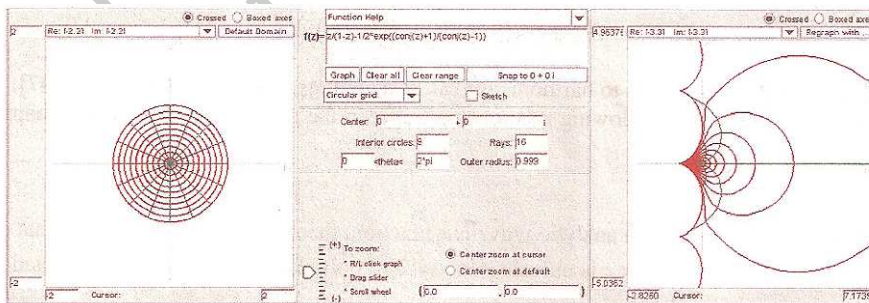 Crossed Boxed axes
2
Re: [-2,2] Im: [-2,2]
Default Domain
-2
-2
Cursor:
2
Function Help
f(z)= z/(1-z)-1/2*exp((conj(z)+1)/(conj(z)-1))
Graph
Clear all
Clear range
Snap to 0 + 0 i
Circular grid
Sketch
Center: 0 + 0 i
Interior circles: 9
Rays: 16
0 <theta< 2*pi
Outer radius: 0.999
(+)
To zoom:
* R/L click graph
* Drag slider
* Scroll wheel
(-)
Center zoom at cursor
Center zoom at default
(0.0 , 0.0 )
Crossed Boxed axes
Re: [-3,3] Im: [-3,3]
Regraph with ...
-5.0362
-2.8260
Cursor:
7.1739